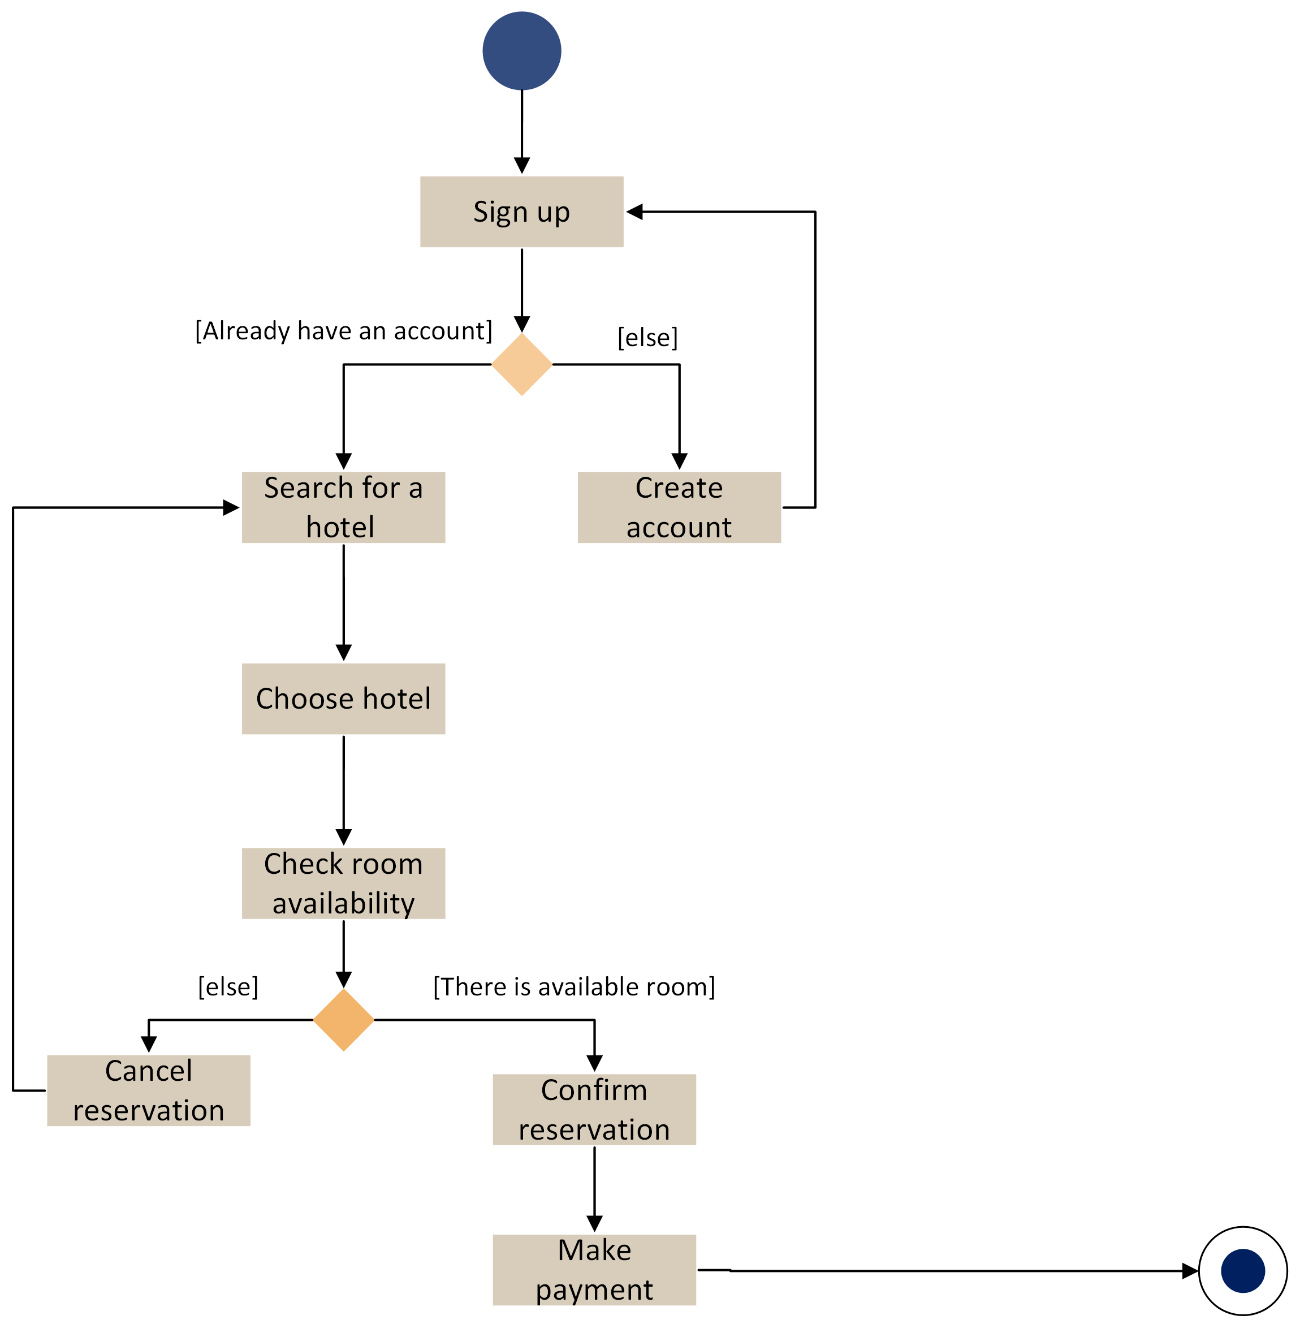 Sign up
[Already have an account]
[else]
Search for a
hotel
Create
account
Choose hotel
Check room
availability
[else]
[There is available room]
Cancel
reservation
Confirm
reservation
Make
payment